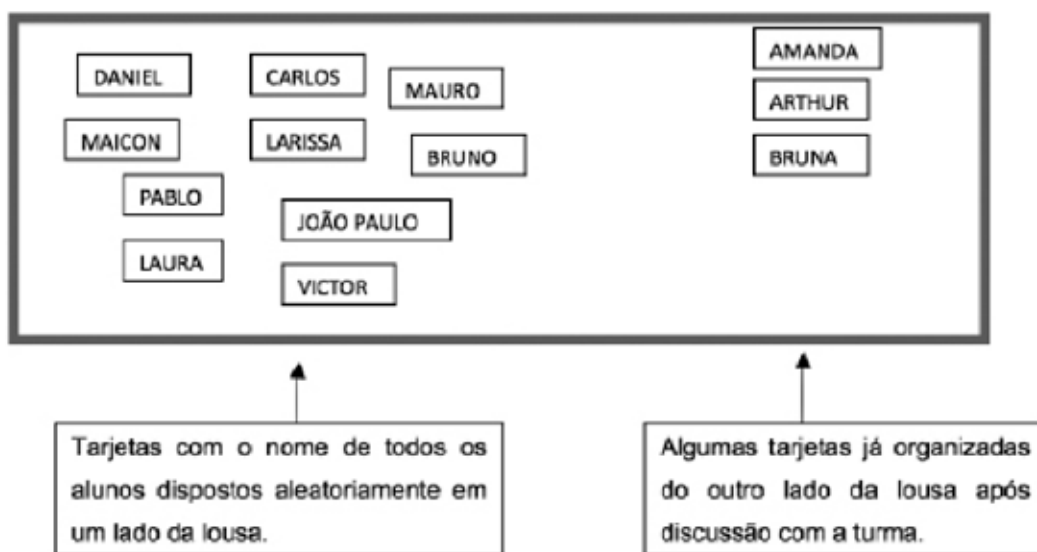 DANIEL
CARLOS
MAURO
AMANDA
ARTHUR
MAICON
LARISSA
BRUNO
BRUNA
PABLO
JOÃO PAULO
LAURA
VICTOR
Tarjetas com o nome de todos os
alunos dispostos aleatoriamente em
um lado da lousa.
Algumas tarjetas já organizadas
do outro lado da lousa após
discussão com a turma.